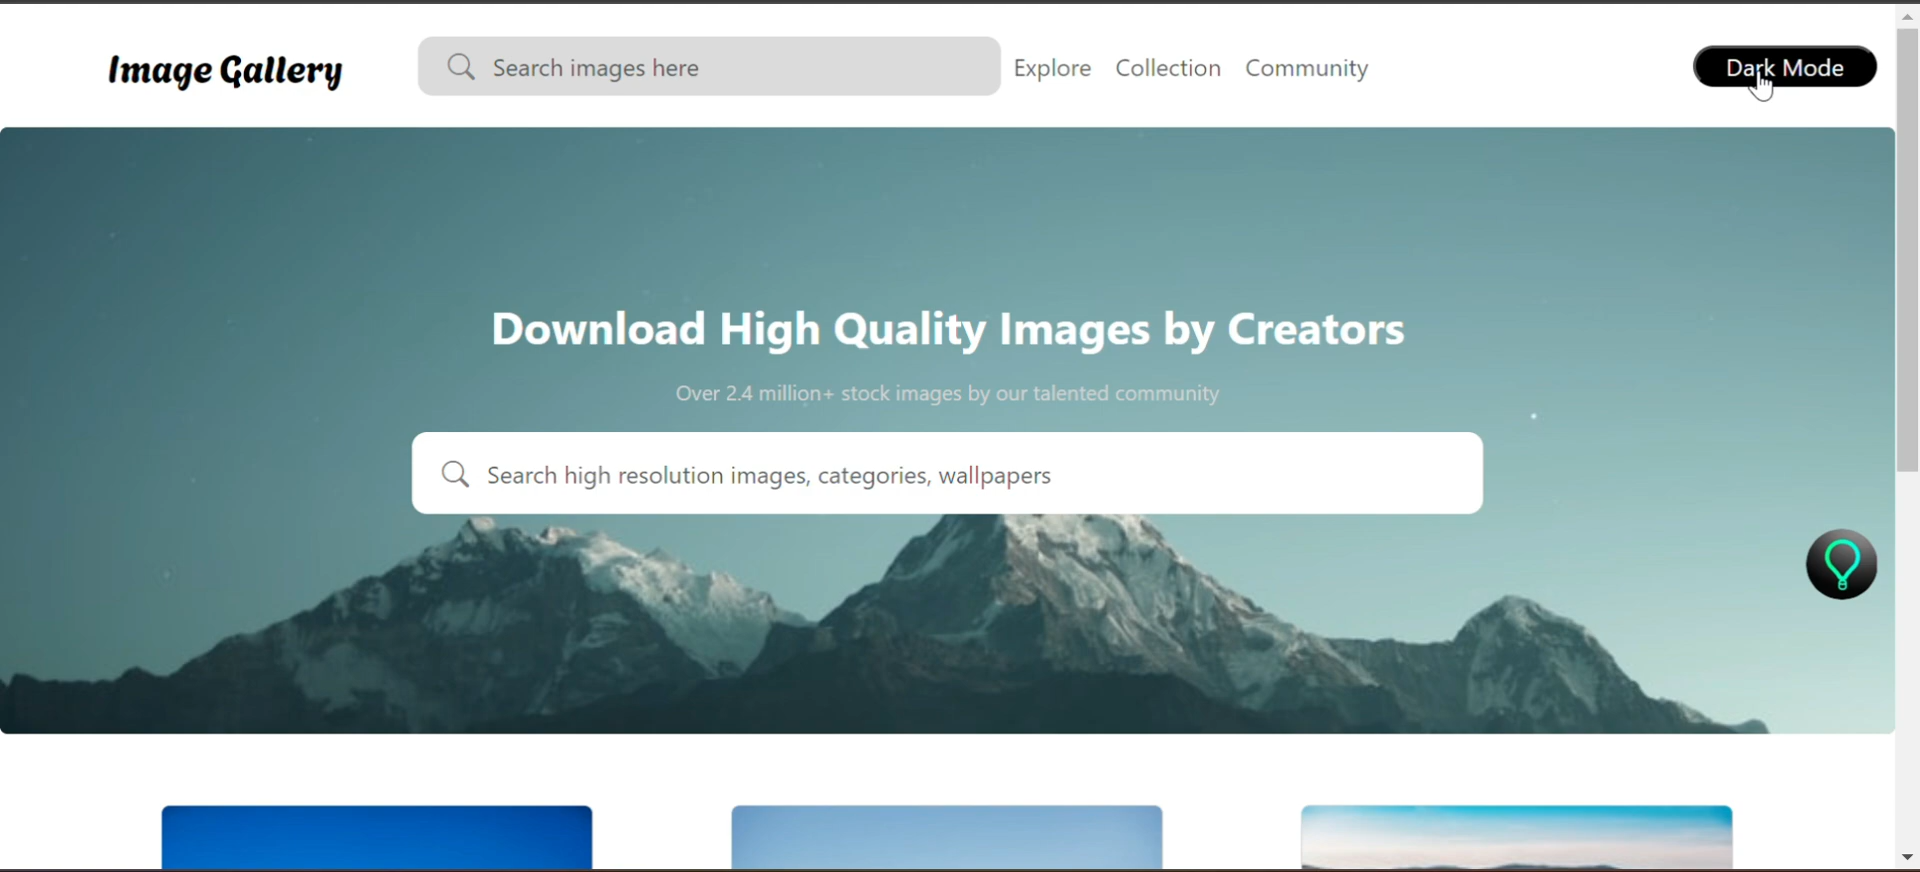 Image Gallery
Search images here
Explore
Collection
Community
Dark Mode
Download High Quality Images by Creators
Over 2.4 million+ stock images by our talented community
Search high resolution images, categories, wallpapers